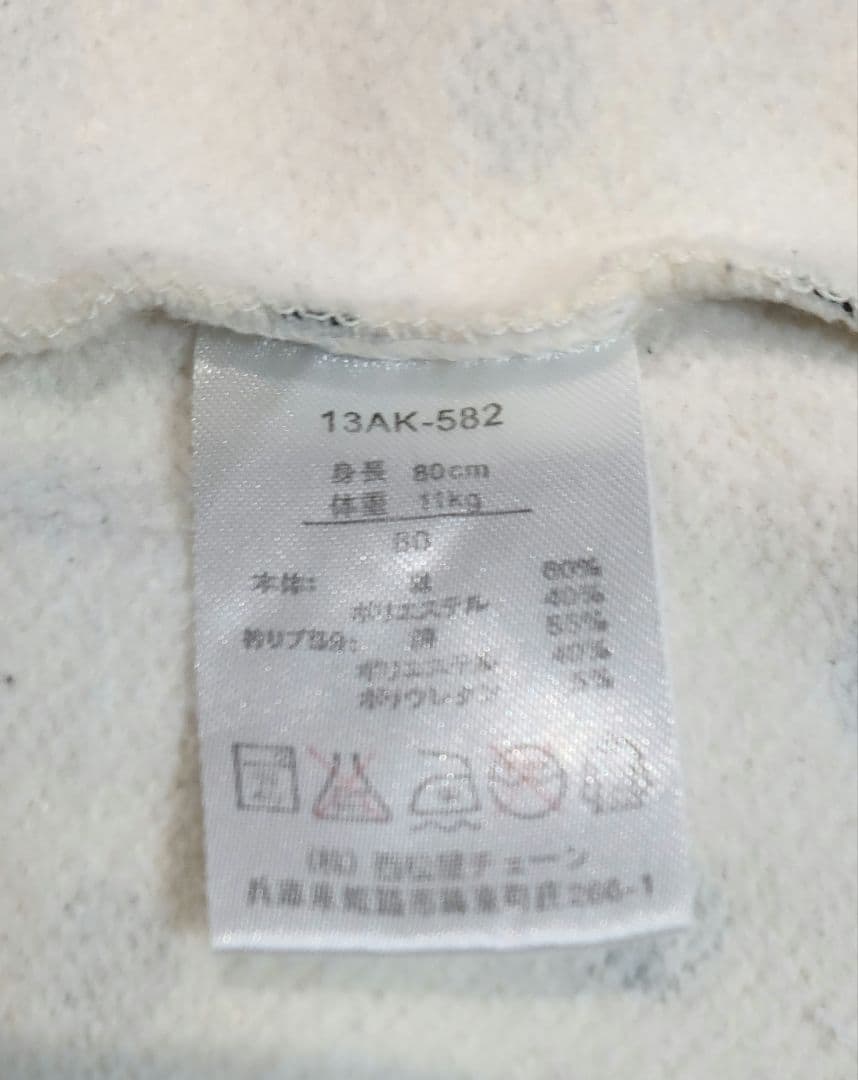 13AK-582
身長 80cm
体重 11kg
80
本体: 綿 60%
ポリエステル 40%
衿リブ部分: 綿 55%
ポリエステル 40%
ポリウレタン 5%
(株) 西松屋チェーン
兵庫県姫路市飾東町庄266-1